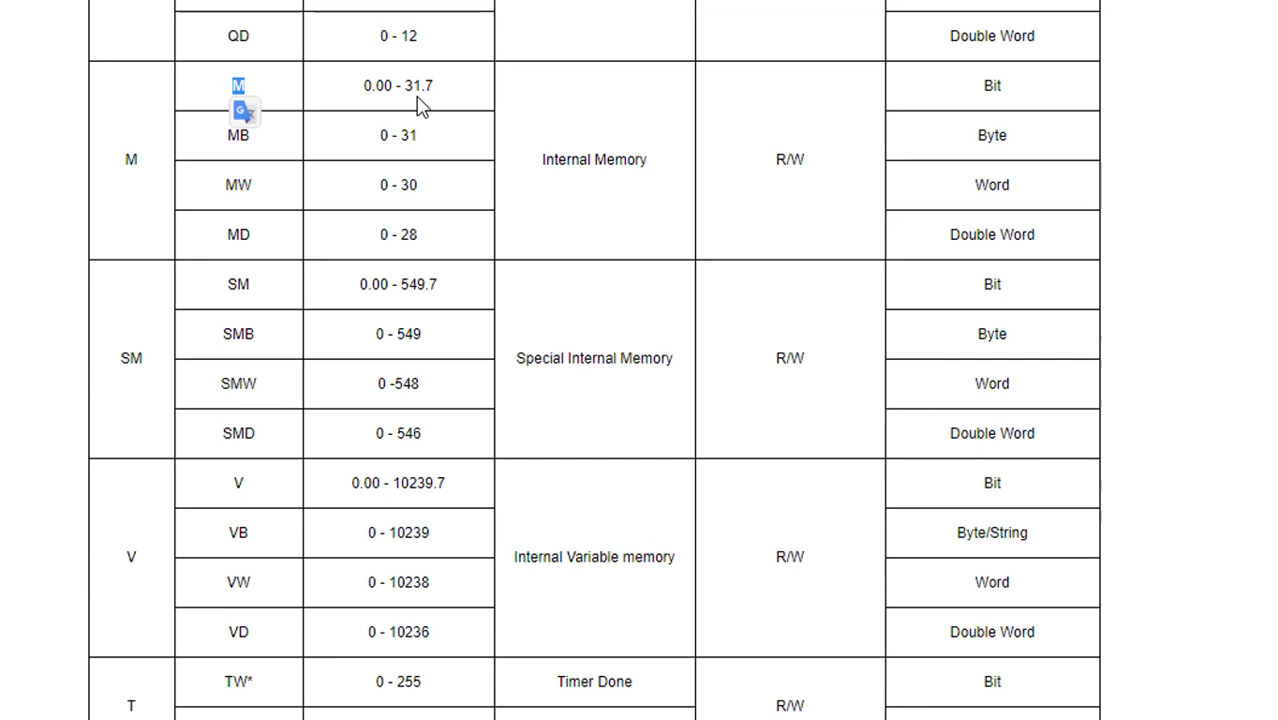 QD 0 - 12 Double Word
M 0.00 - 31.7 Bit
MB 0 - 31 Byte
M Internal Memory R/W
MW 0 - 30 Word
MD 0 - 28 Double Word
SM 0.00 - 549.7 Bit
SMB 0 - 549 Byte
SM Special Internal Memory R/W
SMW 0 -548 Word
SMD 0 - 546 Double Word
V 0.00 - 10239.7 Bit
VB 0 - 10239 Byte/String
V Internal Variable memory R/W
VW 0 - 10238 Word
VD 0 - 10236 Double Word
TW* 0 - 255 Timer Done Bit
T R/W